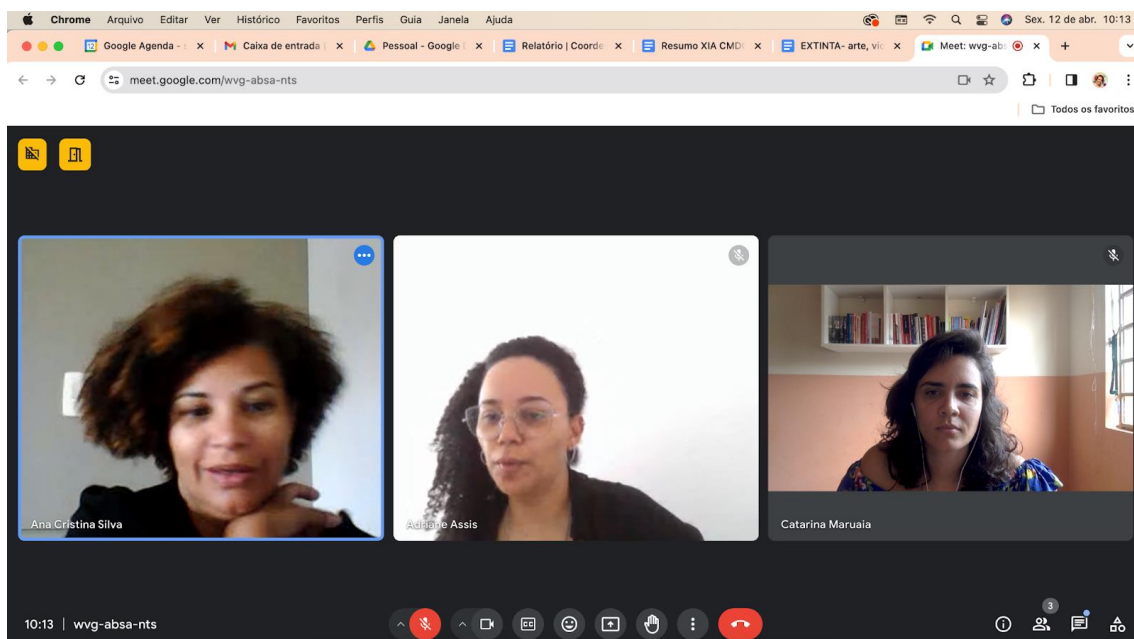 Chrome Arquivo Editar Ver Histórico Favoritos Perfis Guia Janela Ajuda Sex. 12 de abr. 10:13
Google Agenda - Caixa de entrada Pessoal - Google Relatório | Coorde Resumo XIA CMD EXTINTA- arte, vi Meet: wvg-ab
meet.google.com/wvg-absa-nts
Todos os favoritos
Ana Cristina Silva Adriane Assis Catarina Maruaia
10:13 | wvg-absa-nts 3